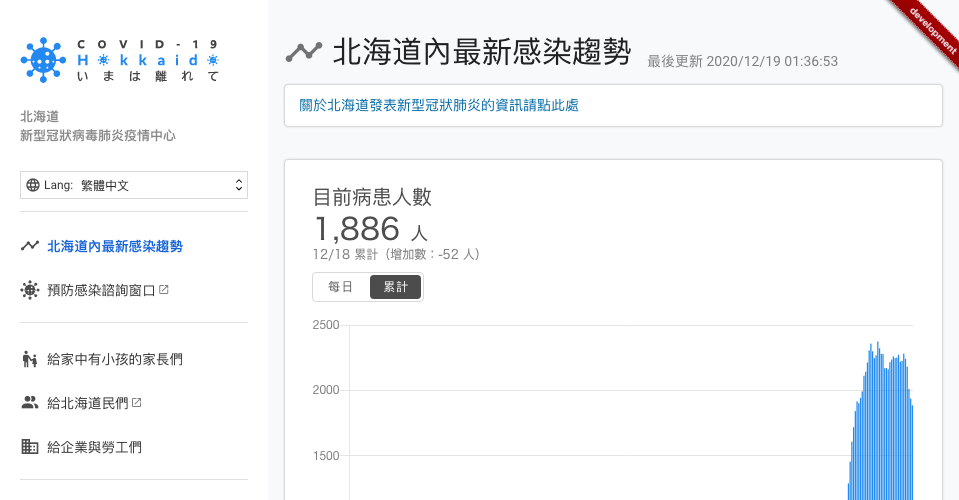 COVID-19
Hokkaido
いまは離れて
北海道
新型冠狀病毒肺炎疫情中心
Lang: 繁體中文
北海道內最新感染趨勢
預防感染諮詢窗口
給家中有小孩的家長們
給北海道民們
給企業與勞工們
development
北海道內最新感染趨勢
最後更新 2020/12/19 01:36:53
關於北海道發表新型冠狀肺炎的資訊請點此處
目前病患人數
1,886 人
12/18 累計（增加數：-52 人）
每日
累計
2500
2000
1500